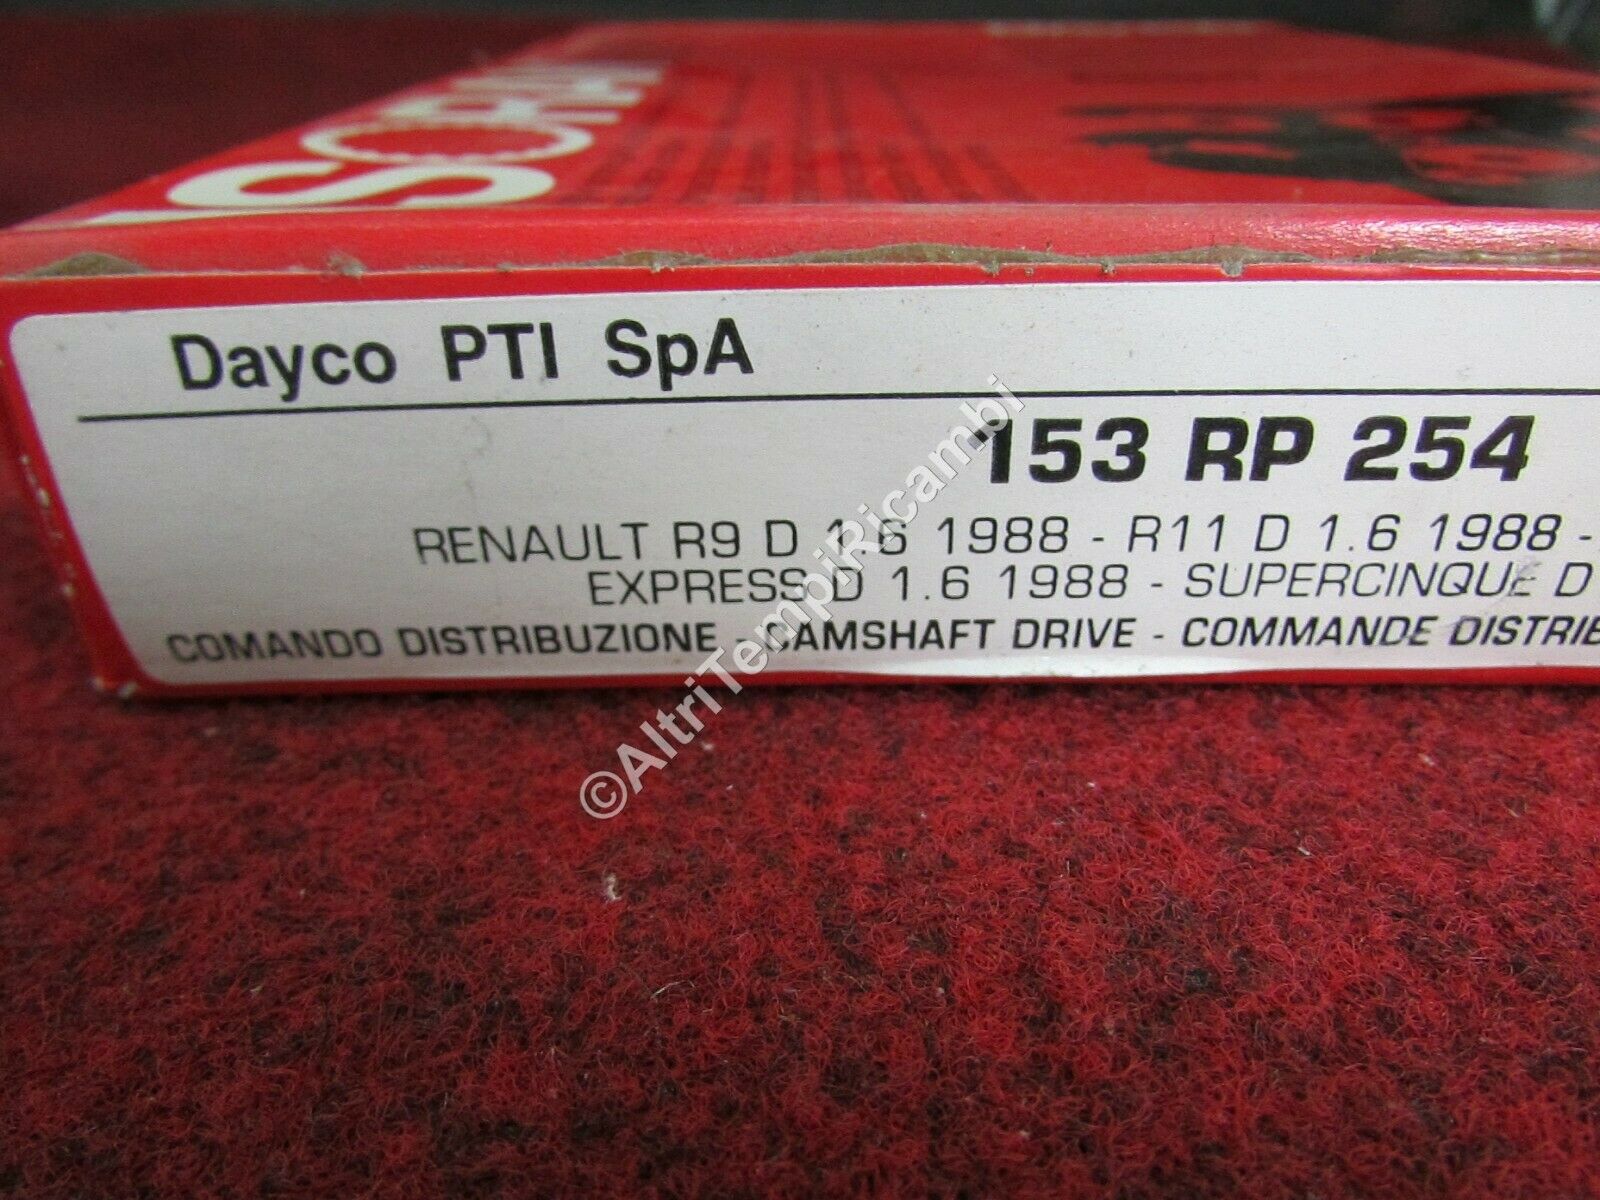 Dayco PTI SpA
153 RP 254
RENAULT R9 D 1.6 1988 - R11 D 1.6 1988 -
EXPRESS D 1.6 1988 - SUPERCINQUE D
COMANDO DISTRIBUZIONE - CAMSHAFT DRIVE - COMMANDE DISTRIB
©AltriTempiRicambi